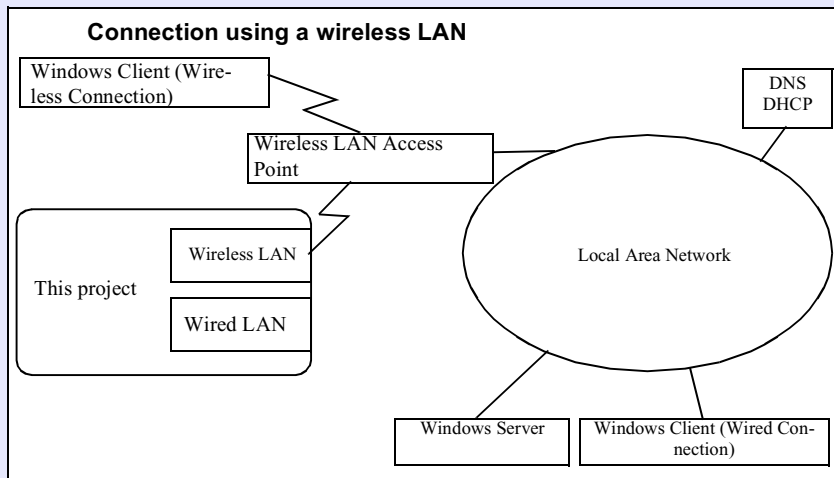 Connection using a wireless LAN
Windows Client (Wire-
less Connection)
DNS
DHCP
Wireless LAN Access
Point
Wireless LAN
Local Area Network
This project
Wired LAN
Windows Server
Windows Client (Wired Con-
nection)